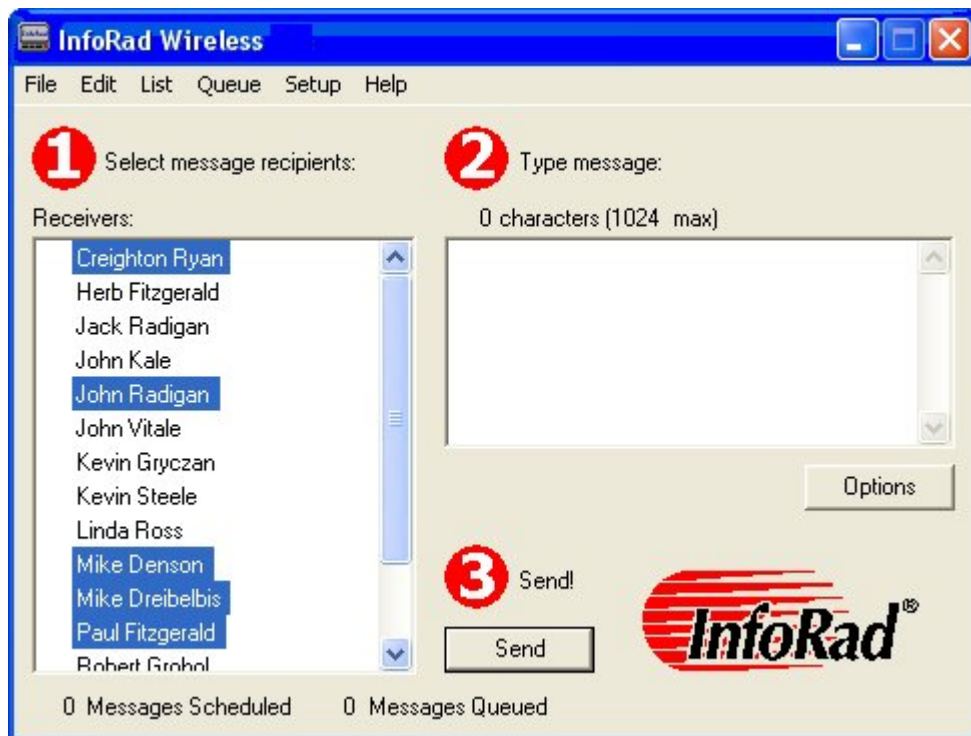 InfoRad Wireless
File Edit List Queue Setup Help
1 Select message recipients:
2 Type message:
Receivers:
0 characters (1024 max)
Creighton Ryan
Herb Fitzgerald
Jack Radigan
John Kale
John Radigan
John Vitale
Kevin Gryczan
Kevin Steele
Linda Ross
Mike Denson
Mike Dreibelbis
Paul Fitzgerald
Robert Grohol
Options
3 Send!
Send
InfoRad®
0 Messages Scheduled 0 Messages Queued